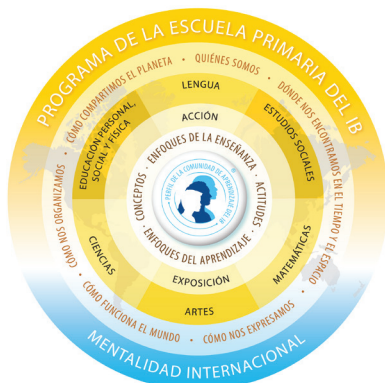 PROGRAMA DE LA ESCUELA PRIMARIA DEL IB
CÓMO COMPARTIMOS EL PLANETA • QUIÉNES SOMOS • DÓNDE NOS ENCONTRAMOS EN EL TIEMPO Y EL ESPACIO
CÓMO NOS ORGANIZAMOS • CÓMO FUNCIONA EL MUNDO • CÓMO NOS EXPRESAMOS •
LENGUA
EDUCACIÓN PERSONAL,
SOCIAL Y FÍSICA
ESTUDIOS SOCIALES
ACCIÓN
ENFOQUES DE LA ENSEÑANZA
CONCEPTOS
ACTITUDES
PERFIL DE LA COMUNIDAD DE APRENDIZAJE DEL IB
ENFOQUES DEL APRENDIZAJE
EXPOSICIÓN
CIENCIAS
MATEMÁTICAS
ARTES
MENTALIDAD INTERNACIONAL